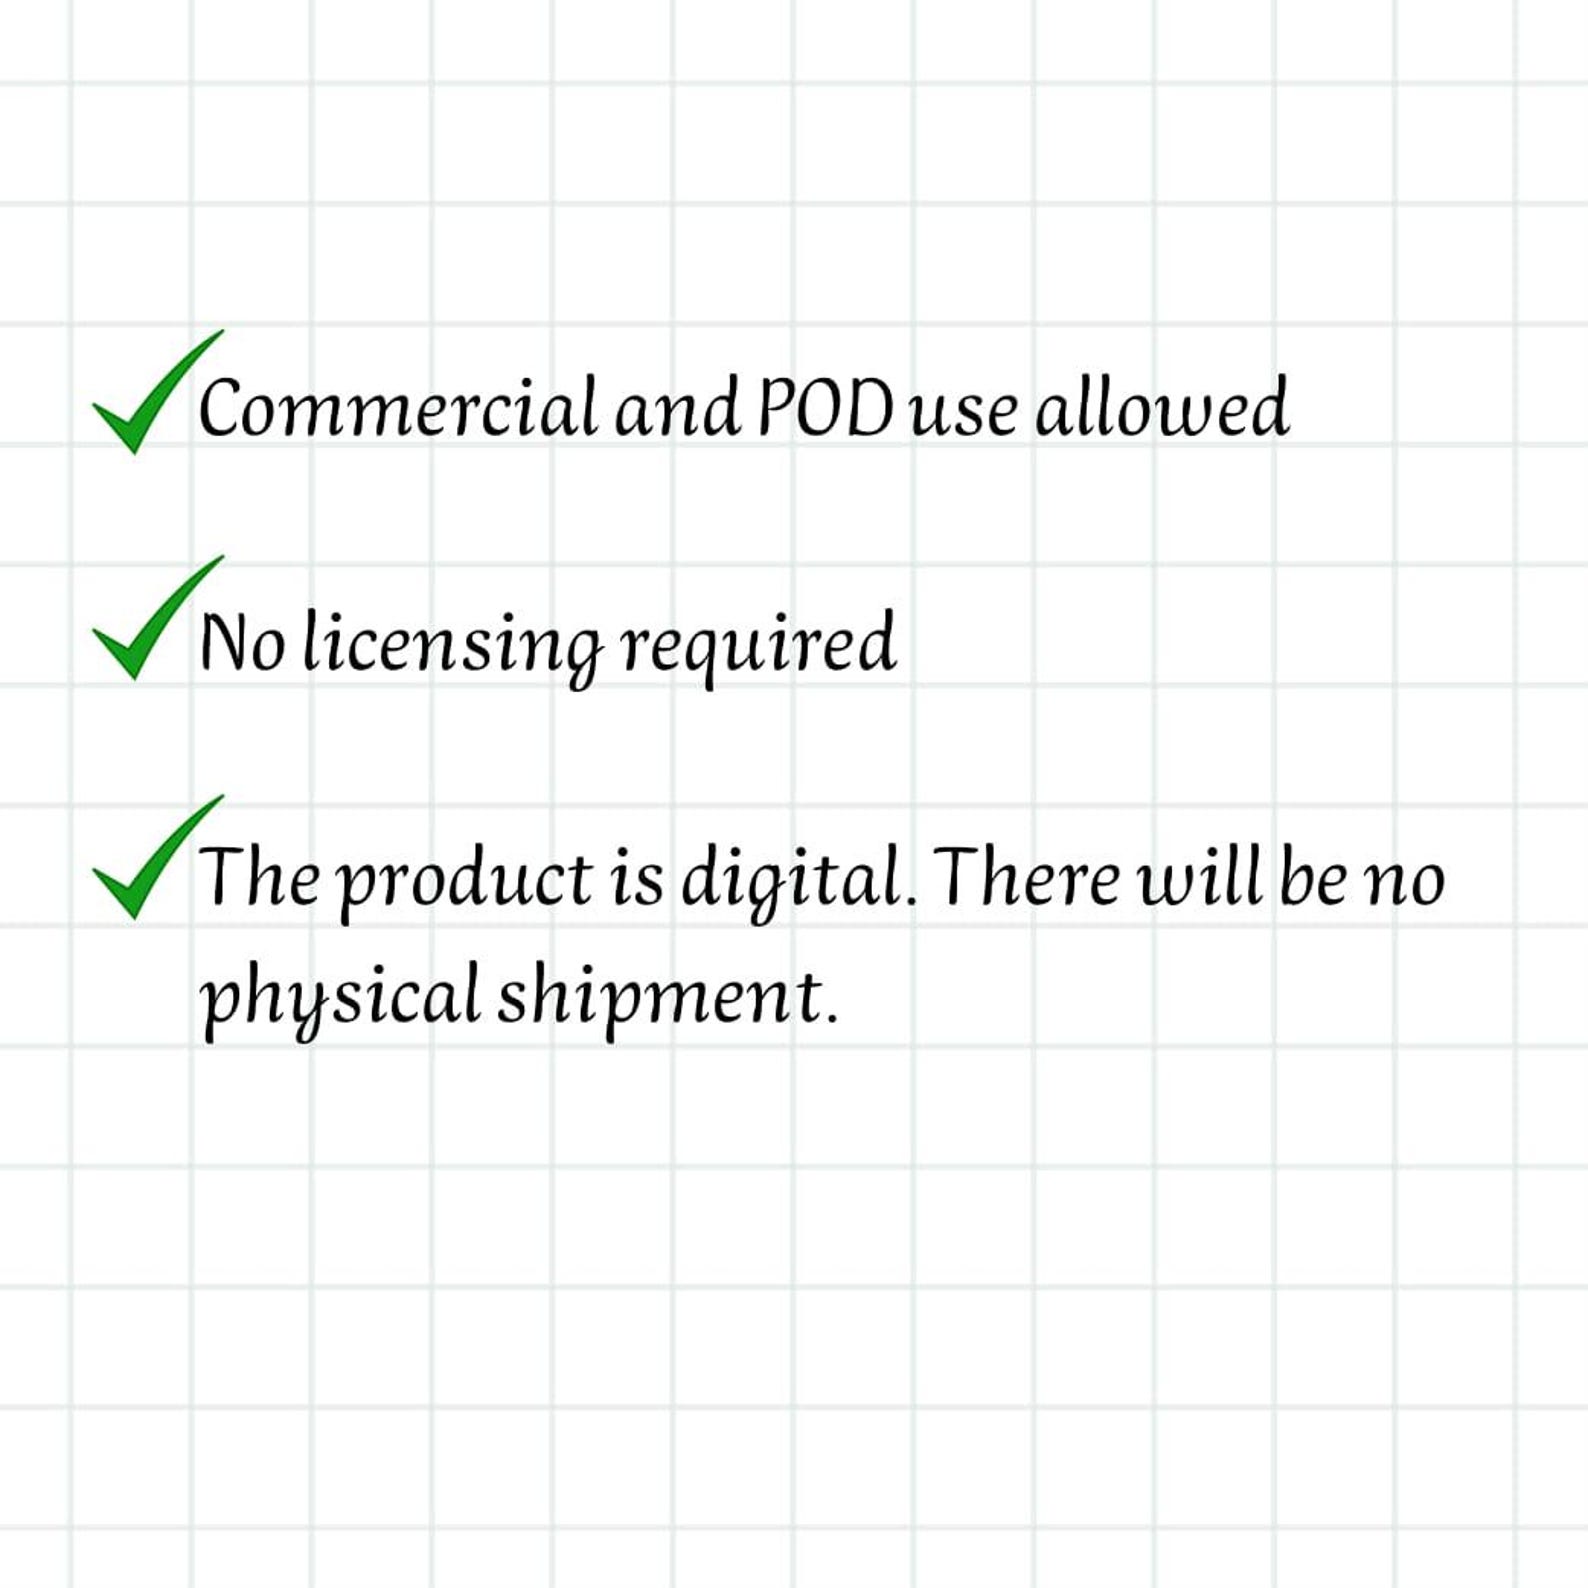 Commercial and POD use allowed
No licensing required
The product is digital. There will be no
physical shipment.